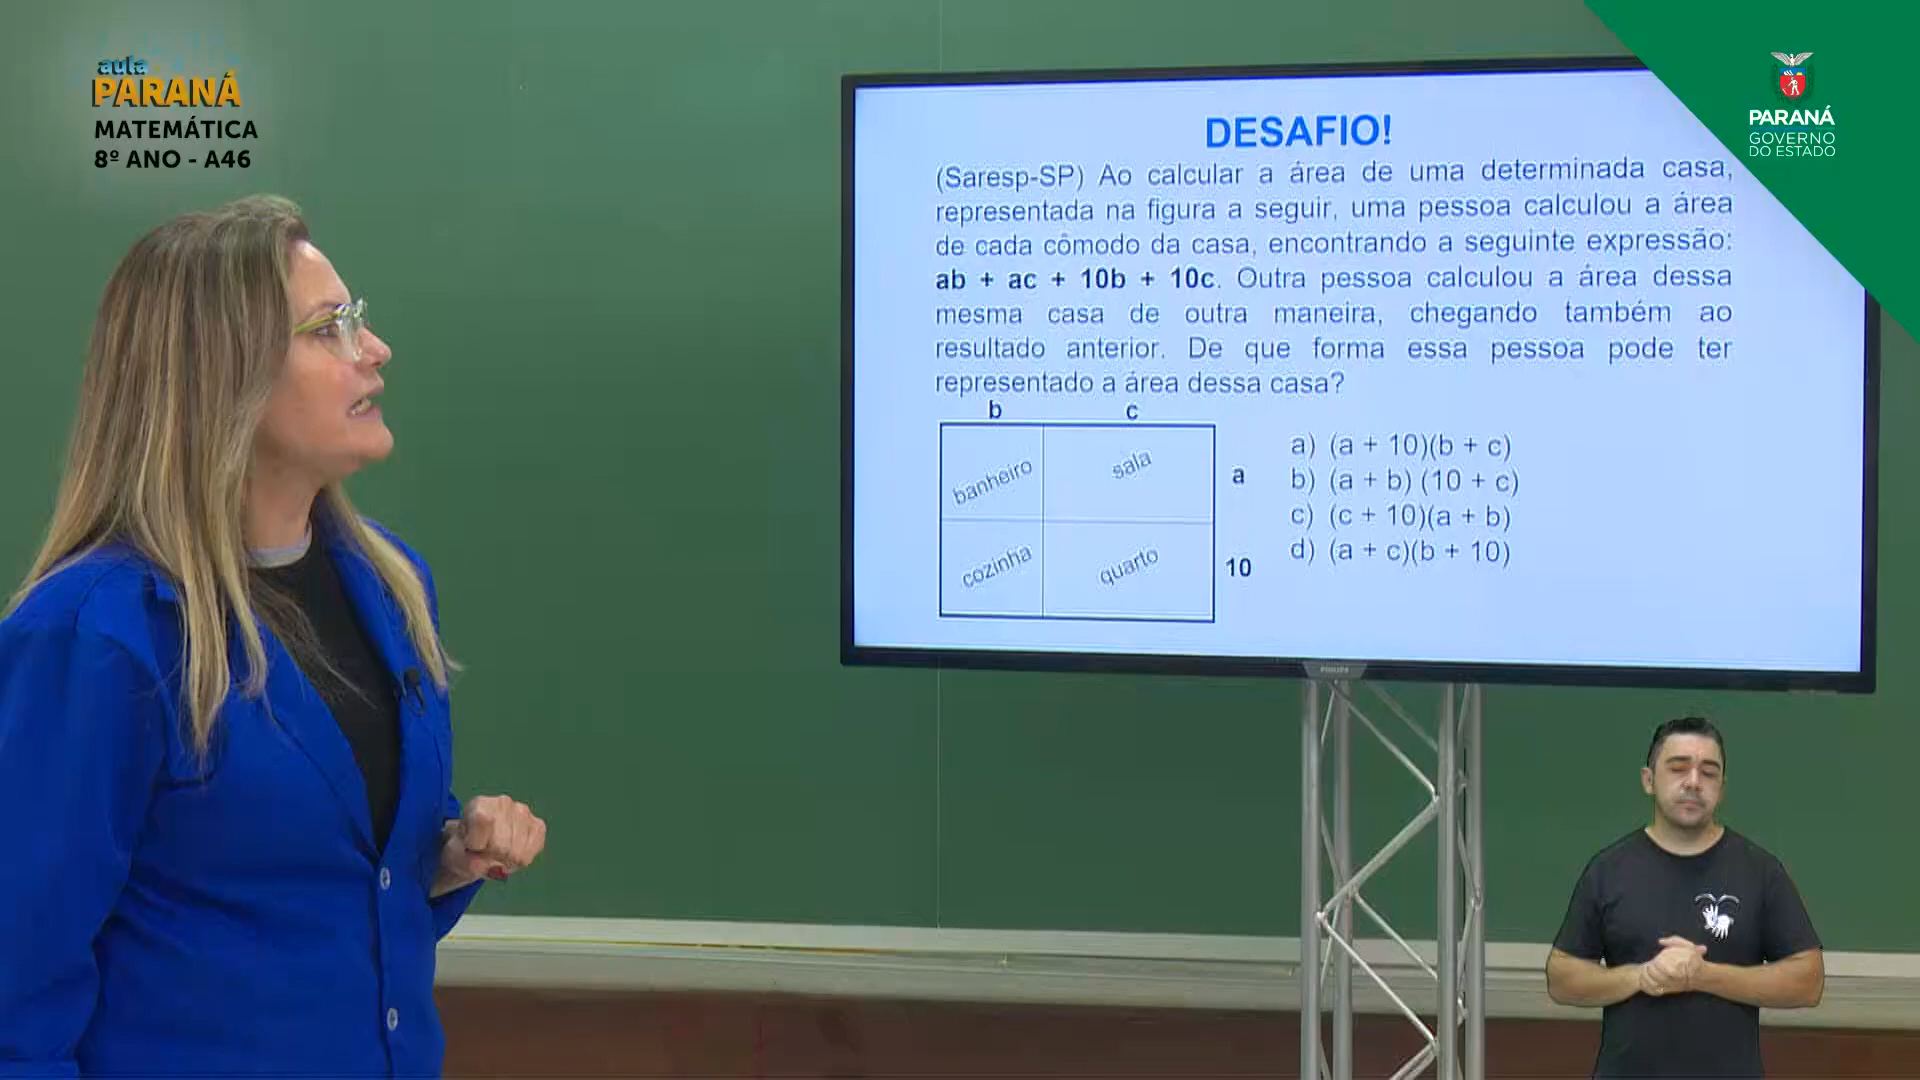 aula
PARANÁ
MATEMÁTICA
8º ANO - A46
PARANÁ
GOVERNO
DO ESTADO
DESAFIO!
(Saresp-SP) Ao calcular a área de uma determinada casa,
representada na figura a seguir, uma pessoa calculou a área
de cada cômodo da casa, encontrando a seguinte expressão:
ab + ac + 10b + 10c. Outra pessoa calculou a área dessa
mesma casa de outra maneira, chegando também ao
resultado anterior. De que forma essa pessoa pode ter
representado a área dessa casa?
b c
banheiro sala a
cozinha quarto 10
a) (a + 10)(b + c)
b) (a + b) (10 + c)
c) (c + 10)(a + b)
d) (a + c)(b + 10)
PHILIPS